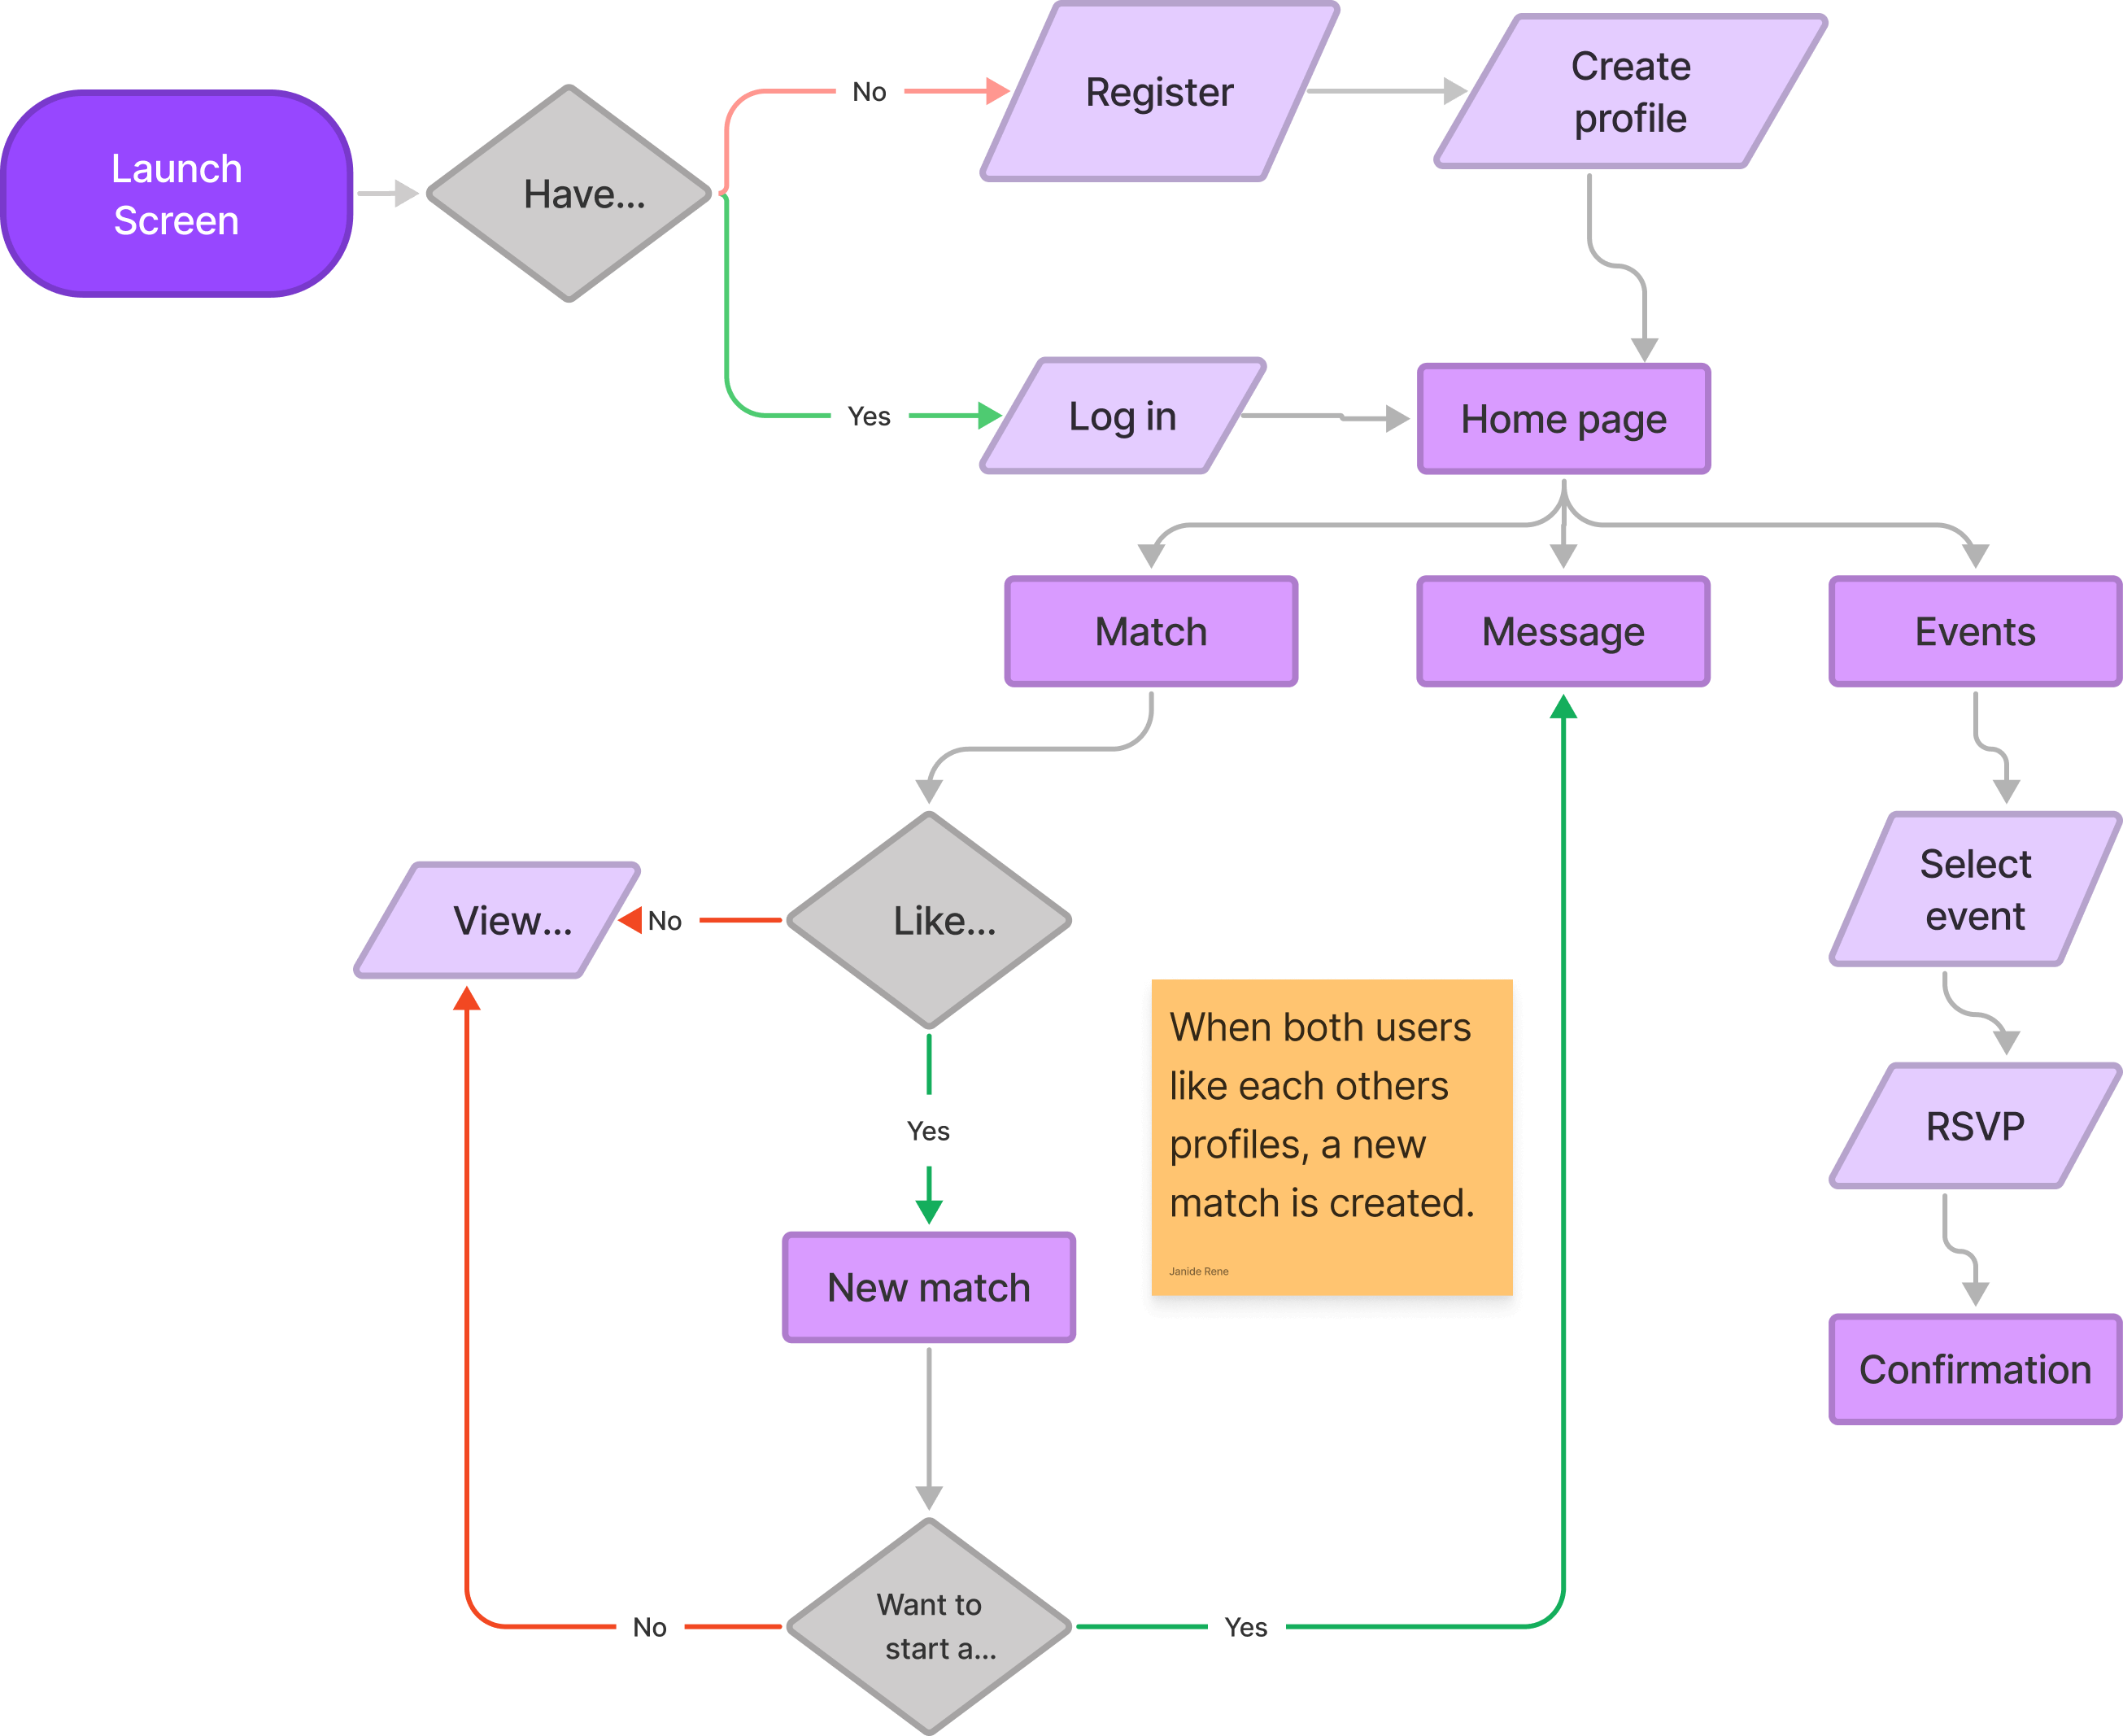 Launch
Screen
Have...
No
Register
Create
profile
Yes
Log in
Home page
Match
Message
Events
View...
No
Like...
Select
event
Yes
When both users
like each others
profiles, a new
match is created.
Janide Rene
RSVP
New match
Confirmation
No
Want to
start a...
Yes